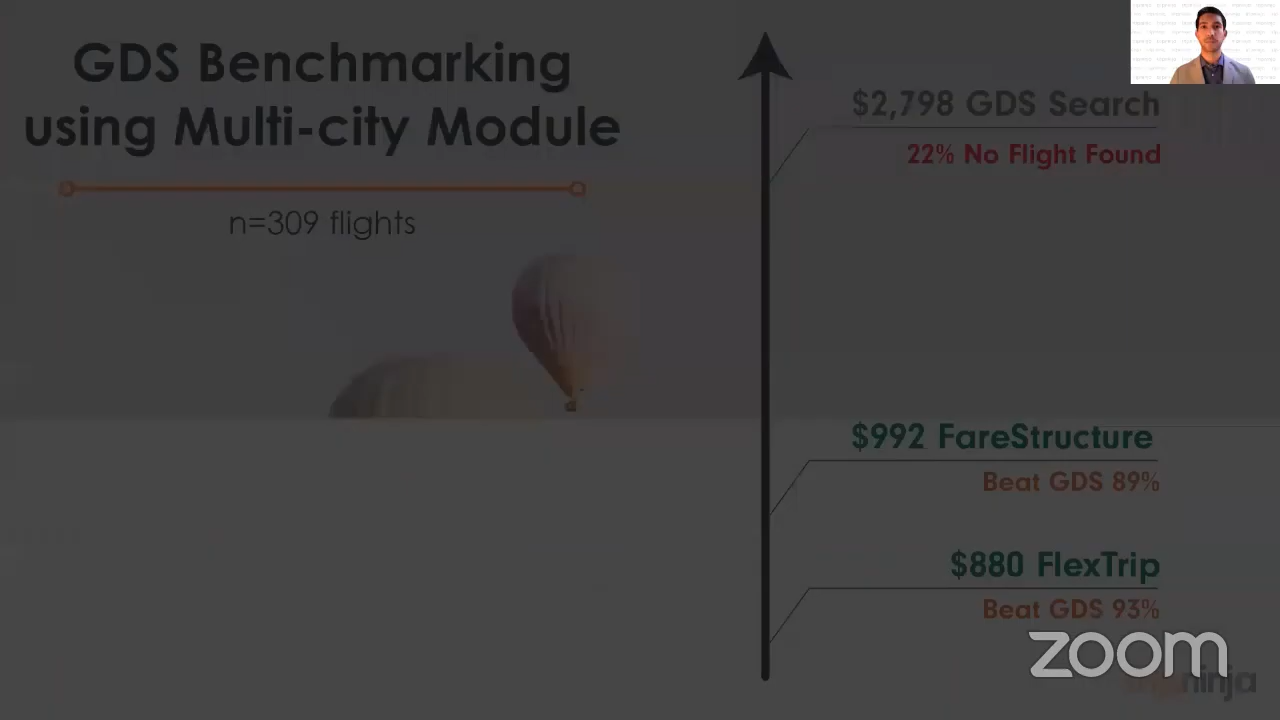 GDS Benchmarking
using Multi-city Module
n=309 flights
$2,798 GDS Search
22% No Flight Found
$992 FareStructure
Beat GDS 89%
$880 FlexTrip
Beat GDS 93%
zoom
ninja